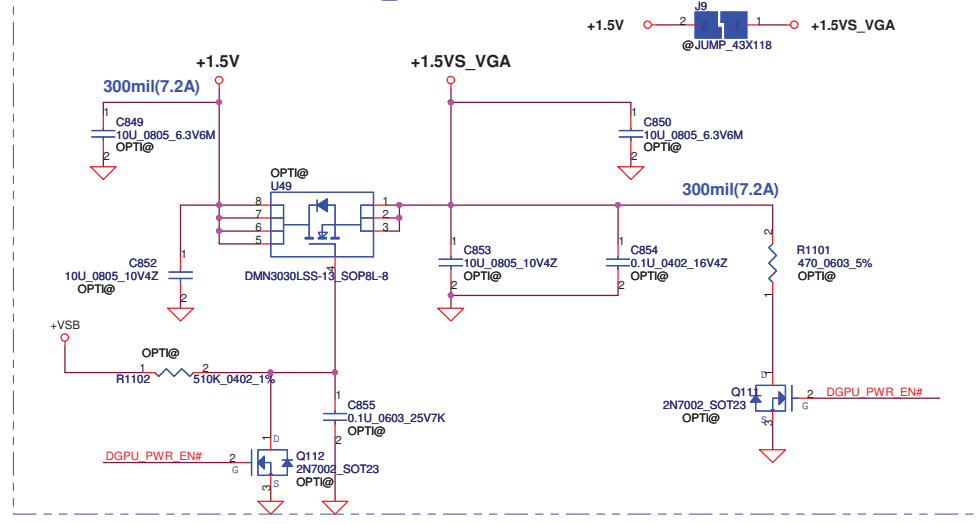 J9
+1.5V 2 2 1 1 +1.5VS_VGA
@JUMP_43X118
+1.5V
+1.5VS_VGA
300mil(7.2A)
1
C849
10U_0805_6.3V6M
OPTI@
2
1
C850
10U_0805_6.3V6M
OPTI@
2
OPTI@
U49
300mil(7.2A)
8 1
7 2
6 3
5
4
DMN3030LSS-13_SOP8L-8
1
C852
10U_0805_10V4Z
OPTI@
2
1
C853
10U_0805_10V4Z
OPTI@
2
1
C854
0.1U_0402_16V4Z
OPTI@
2
2
R1101
470_0603_5%
OPTI@
1
+VSB
OPTI@
1 2
R1102 510K_0402_1%
1
C855
0.1U_0603_25V7K
OPTI@
2
1 D
DGPU_PWR_EN# 2
G
Q112
2N7002_SOT23
OPTI@
3 S
1
D
Q111
2N7002_SOT23
OPTI@
2 DGPU_PWR_EN#
G
S
3